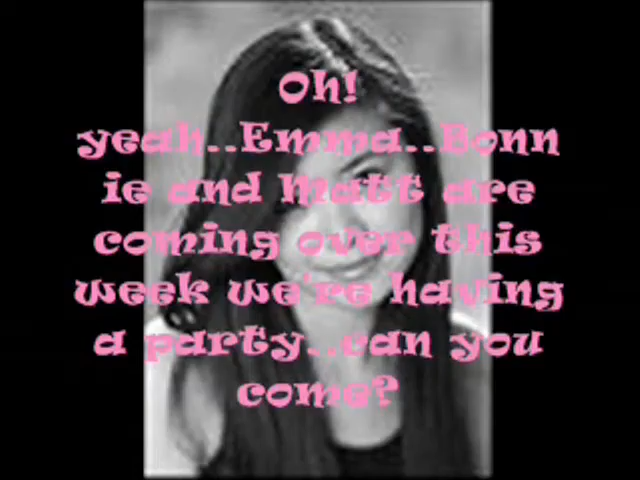 Oh!
yeah..Emma..Bonn
ie and Matt are
coming over this
week we're having
a party..can you
come?